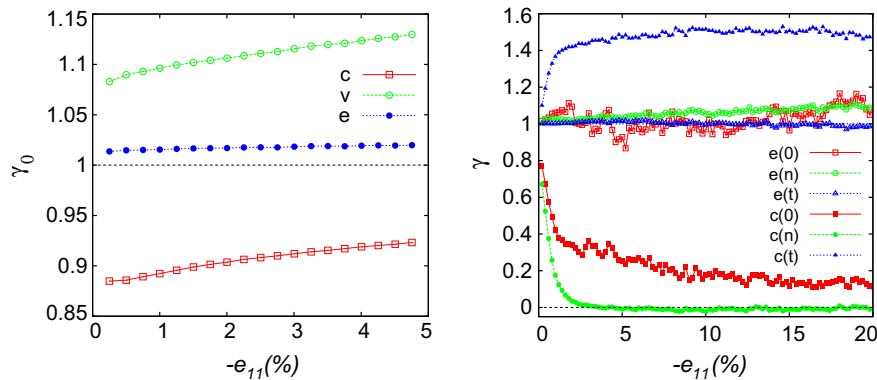 1.15
1.1
1.05
1
0.95
0.9
0.85
γ0
c
v
e
0 1 2 3 4 5
-e11(%)
1.6
1.4
1.2
1
0.8
0.6
0.4
0.2
0
γ
e(0)
e(n)
e(t)
c(0)
c(n)
c(t)
0 5 10 15 20
-e11(%)